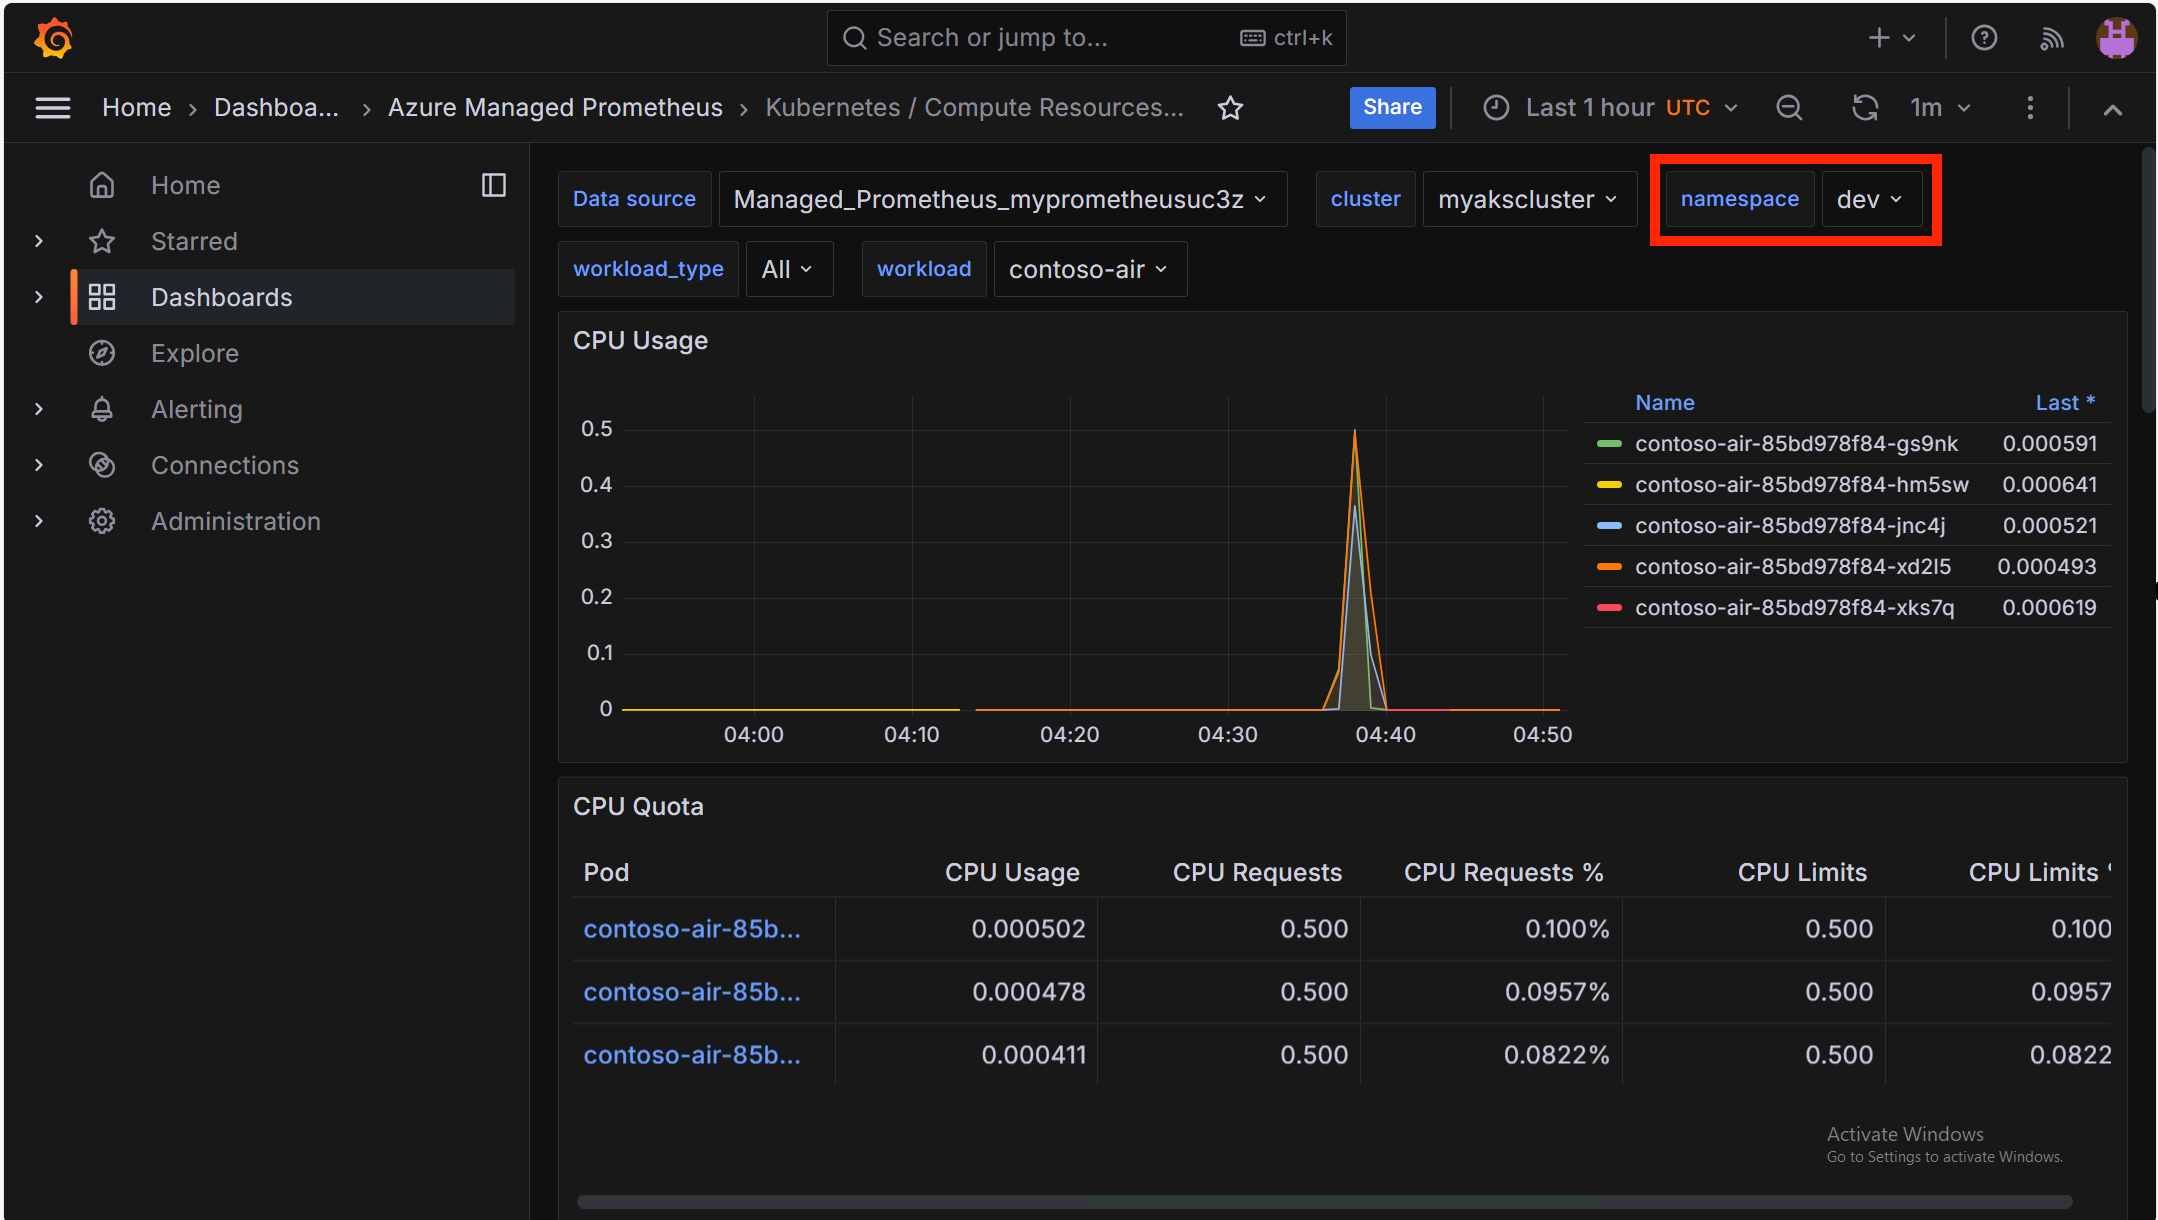 Search or jump to... ctrl+k
Home › Dashboa... › Azure Managed Prometheus › Kubernetes / Compute Resources... Share Last 1 hour UTC 1m
Home
Starred
Dashboards
Explore
Alerting
Connections
Administration
Data source Managed_Prometheus_myprometheusuc3z cluster myakscluster namespace dev
workload_type All workload contoso-air
CPU Usage
0.5
0.4
0.3
0.2
0.1
0
04:00 04:10 04:20 04:30 04:40 04:50
Name Last *
contoso-air-85bd978f84-gs9nk 0.000591
contoso-air-85bd978f84-hm5sw 0.000641
contoso-air-85bd978f84-jnc4j 0.000521
contoso-air-85bd978f84-xd2l5 0.000493
contoso-air-85bd978f84-xks7q 0.000619
CPU Quota
Pod CPU Usage CPU Requests CPU Requests % CPU Limits CPU Limits
contoso-air-85b... 0.000502 0.500 0.100% 0.500 0.100
contoso-air-85b... 0.000478 0.500 0.0957% 0.500 0.0957
contoso-air-85b... 0.000411 0.500 0.0822% 0.500 0.0822
Activate Windows
Go to Settings to activate Windows.